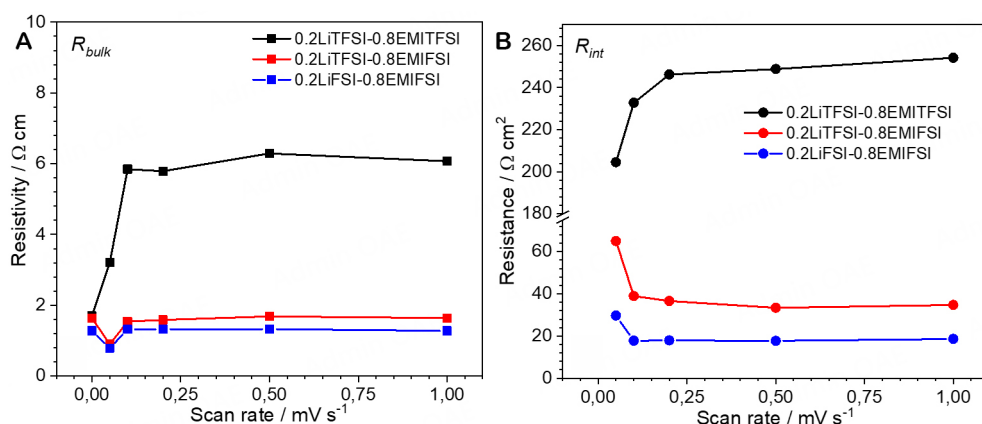 A
R_bulk
0.2LiTFSI-0.8EMITFSI
0.2LiTFSI-0.8EMIFSI
0.2LiFSI-0.8EMIFSI
Resistivity / Ω cm
10
8
6
4
2
0
0,00 0,25 0,50 0,75 1,00
Scan rate / mV s⁻¹
B
R_int
0.2LiTFSI-0.8EMITFSI
0.2LiTFSI-0.8EMIFSI
0.2LiFSI-0.8EMIFSI
Resistance / Ω cm²
260
240
220
200
180
60
40
20
0
0,00 0,25 0,50 0,75 1,00
Scan rate / mV s⁻¹